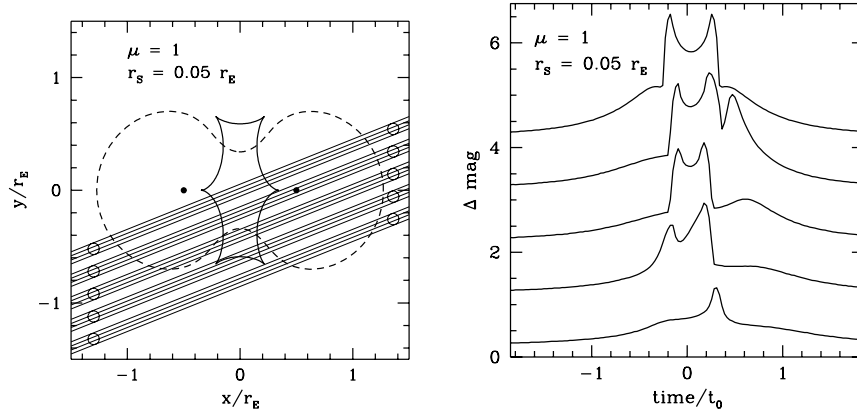 μ = 1
r_S = 0.05 r_E
y/r_E
1
0
-1
-1
0
1
x/r_E
μ = 1
r_S = 0.05 r_E
Δ mag
6
4
2
0
-1
0
1
time/t_0